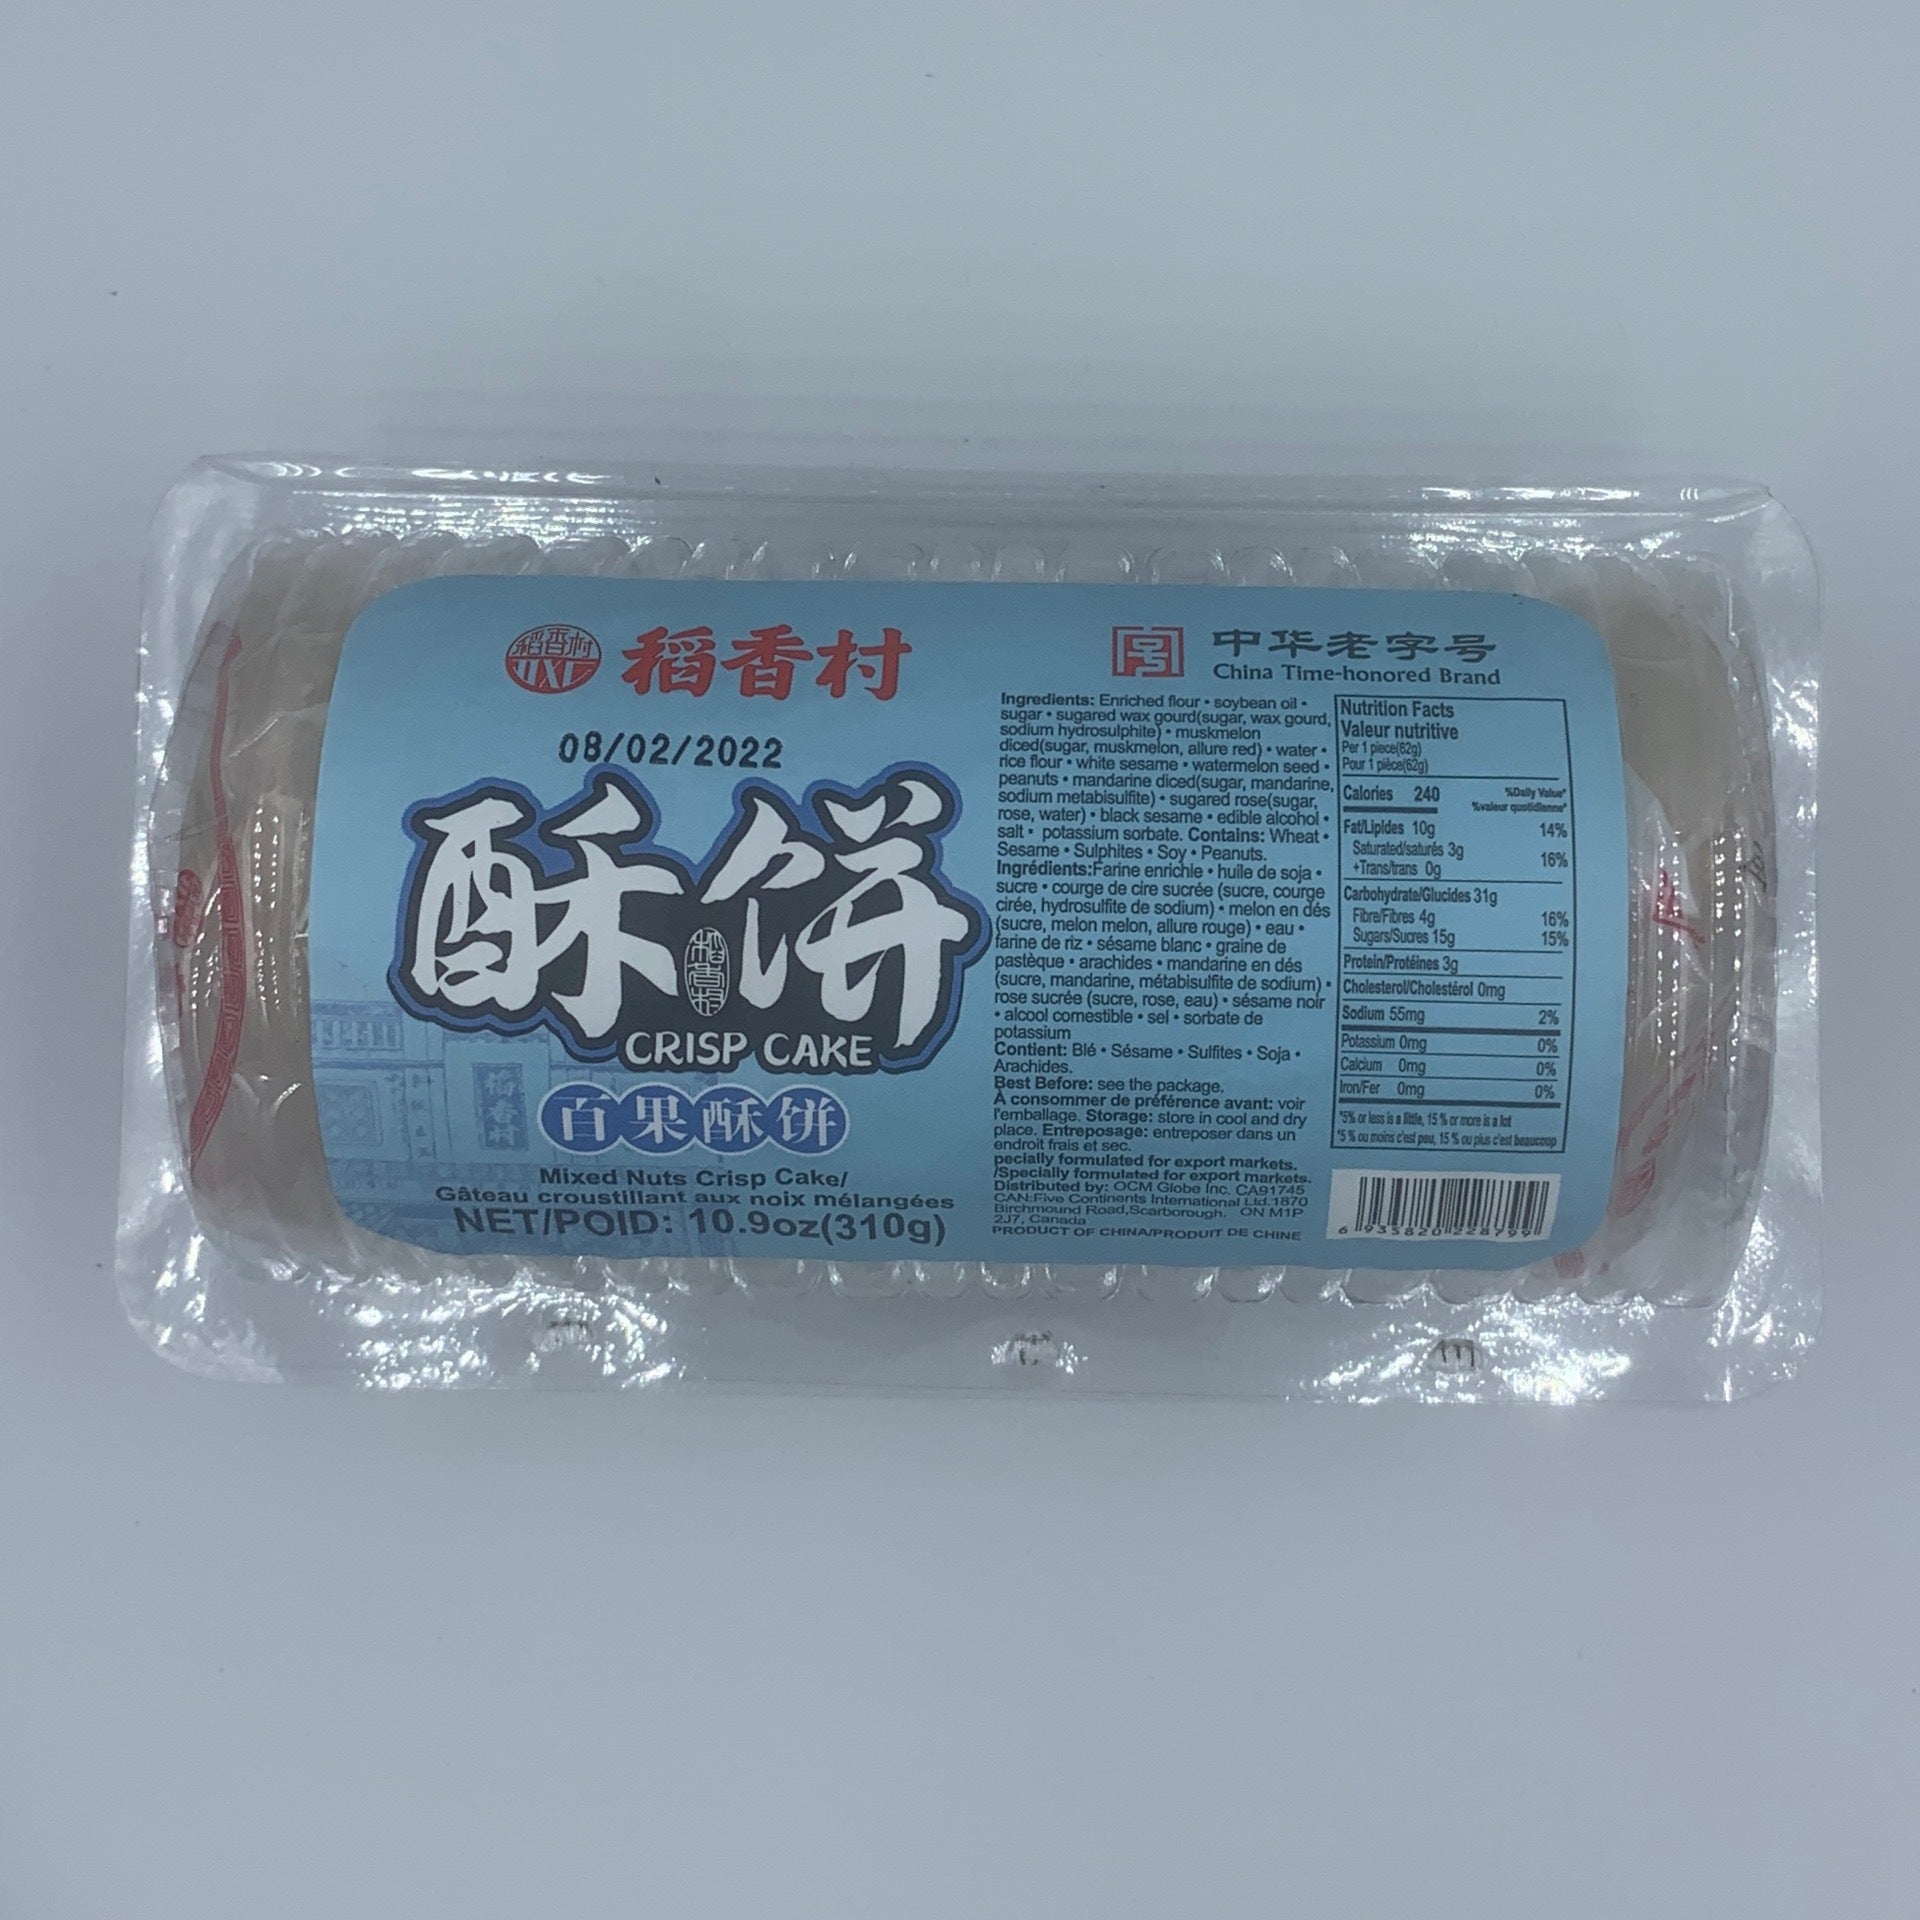 稻香村
DXC
稻香村
08/02/2022
酥饼
稻香村
CRISP CAKE
稻香村
百果酥饼
Mixed Nuts Crisp Cake/
Gâteau croustillant aux noix mélangées
NET/POID: 10.9oz(310g)
中华老字号
China Time-honored Brand
Ingredients: Enriched flour • soybean oil •
sugar • sugared wax gourd(sugar, wax gourd,
sodium hydrosulphite) • muskmelon
diced(sugar, muskmelon, allure red) • water •
rice flour • white sesame • watermelon seed •
peanuts • mandarine diced(sugar, mandarine,
sodium metabisulfite) • sugared rose(sugar,
rose, water) • black sesame • edible alcohol •
salt • potassium sorbate. Contains: Wheat •
Sesame • Sulphites • Soy • Peanuts.
Ingrédients:Farine enrichie • huile de soja •
sucre • courge de cire sucrée (sucre, courge
cirée, hydrosulfite de sodium) • melon en dés
(sucre, melon melon, allure rouge) • eau •
farine de riz • sésame blanc • graine de
pastèque • arachides • mandarine en dés
(sucre, mandarine, métabisulfite de sodium) •
rose sucrée (sucre, rose, eau) • sésame noir
• alcool comestible • sel • sorbate de
potassium
Contient: Blé • Sésame • Sulfites • Soja •
Arachides.
Best Before: see the package.
À consommer de préférence avant: voir
l'emballage. Storage: store in cool and dry
place. Entreposage: entreposer dans un
endroit frais et sec.
pecially formulated for export markets.
/Specially formulated for export markets.
Distributed by: OCM Globe Inc. CA91745
CAN:Five Continents International Ltd.1870
Birchmound Road,Scarborough, ON M1P
2J7, Canada
PRODUCT OF CHINA/PRODUIT DE CHINE
Nutrition Facts
Valeur nutritive
Per 1 piece(62g)
Pour 1 pièce(62g)
Calories 240 %Daily Value*
%valeur quotidienne*
Fat/Lipides 10g 14%
Saturated/saturés 3g 16%
+Trans/trans 0g
Carbohydrate/Glucides 31g
Fibre/Fibres 4g 16%
Sugars/Sucres 15g 15%
Protein/Protéines 3g
Cholesterol/Cholestérol 0mg
Sodium 55mg 2%
Potassium 0mg 0%
Calcium 0mg 0%
Iron/Fer 0mg 0%
*5% or less is a little, 15 % or more is a lot
*5 % ou moins c'est peu, 15 % ou plus c'est beaucoup
6 935820 228799